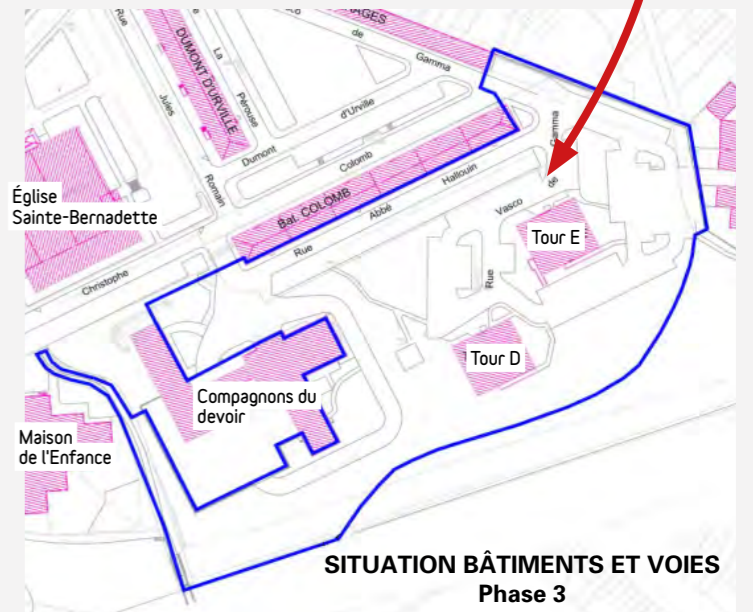 RAGES
de
Gamma
Rue
La
Pérouse
DUMONT D'URVILLE
Jules
Dumont
d'Urville
Romain
Colomb
Bat. COLOMB
Église
Sainte-Bernadette
Christophe
Rue
Abbé
Hallouin
Gamma
de
Vasco
Rue
Tour E
Tour D
Compagnons du
devoir
Maison
de l'Enfance
SITUATION BÂTIMENTS ET VOIES
Phase 3